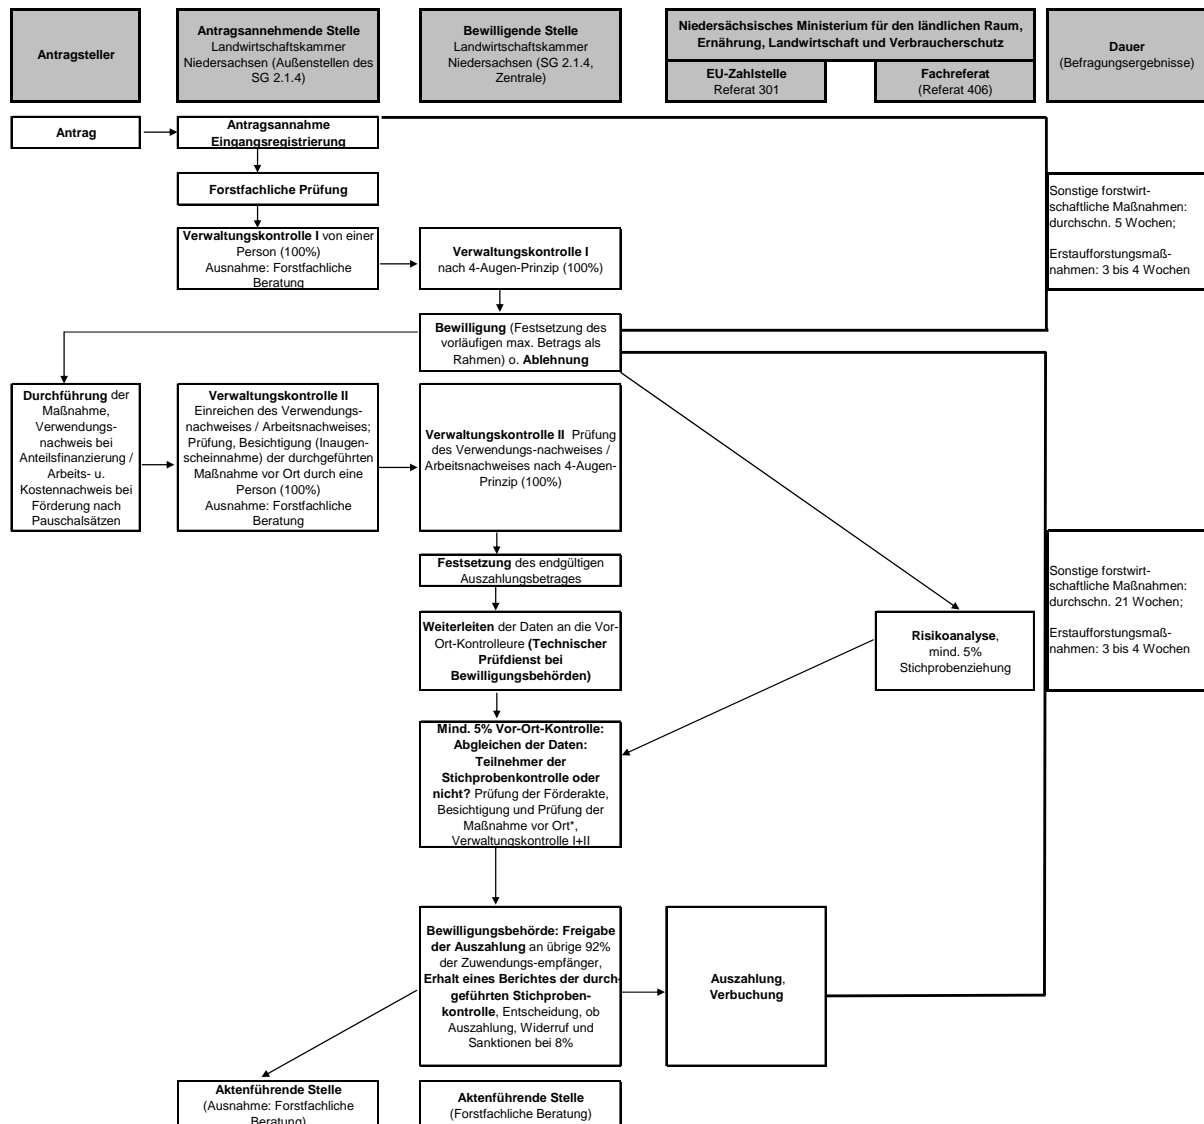 Antragsteller
Antragsannehmende Stelle
Landwirtschaftskammer
Niedersachsen (Außenstellen des
SG 2.1.4)
Bewilligende Stelle
Landwirtschaftskammer
Niedersachsen (SG 2.1.4,
Zentrale)
Niedersächsisches Ministerium für den ländlichen Raum,
Ernährung, Landwirtschaft und Verbraucherschutz
EU-Zahlstelle
Referat 301
Fachreferat
(Referat 406)
Dauer
(Befragungsergebnisse)
Antrag
Antragsannahme
Eingangsregistrierung
Forstfachliche Prüfung
Verwaltungskontrolle I von einer
Person (100%)
Ausnahme: Forstfachliche
Beratung
Verwaltungskontrolle I
nach 4-Augen-Prinzip (100%)
Sonstige forstwirt-
schaftliche Maßnahmen:
durchschn. 5 Wochen;
Erstaufforstungsmaß-
nahmen: 3 bis 4 Wochen
Bewilligung (Festsetzung des
vorläufigen max. Betrags als
Rahmen) o. Ablehnung
Durchführung der
Maßnahme,
Verwendungs-
nachweis bei
Anteilsfinanzierung /
Arbeits- u.
Kostennachweis bei
Förderung nach
Pauschalsätzen
Verwaltungskontrolle II
Einreichen des Verwendungs-
nachweises / Arbeitsnachweises;
Prüfung, Besichtigung (Inaugen-
scheinnahme) der durchgeführten
Maßnahme vor Ort durch eine
Person (100%)
Ausnahme: Forstfachliche
Beratung
Verwaltungskontrolle II Prüfung
des Verwendungs-nachweises /
Arbeitsnachweises nach 4-Augen-
Prinzip (100%)
Festsetzung des endgültigen
Auszahlungsbetrages
Weiterleiten der Daten an die Vor-
Ort-Kontrolleure (Technischer
Prüfdienst bei
Bewilligungsbehörden)
Risikoanalyse,
mind. 5%
Stichprobenziehung
Sonstige forstwirt-
schaftliche Maßnahmen:
durchschn. 21 Wochen;
Erstaufforstungsmaß-
nahmen: 3 bis 4 Wochen
Mind. 5% Vor-Ort-Kontrolle:
Abgleichen der Daten:
Teilnehmer der
Stichprobenkontrolle oder
nicht? Prüfung der Förderakte,
Besichtigung und Prüfung der
Maßnahme vor Ort*,
Verwaltungskontrolle I+II
Bewilligungsbehörde: Freigabe
der Auszahlung an übrige 92%
der Zuwendungs-empfänger,
Erhalt eines Berichtes der durch-
geführten Stichproben-
kontrolle, Entscheidung, ob
Auszahlung, Widerruf und
Sanktionen bei 8%
Auszahlung,
Verbuchung
Aktenführende Stelle
(Ausnahme: Forstfachliche
Beratung)
Aktenführende Stelle
(Forstfachliche Beratung)